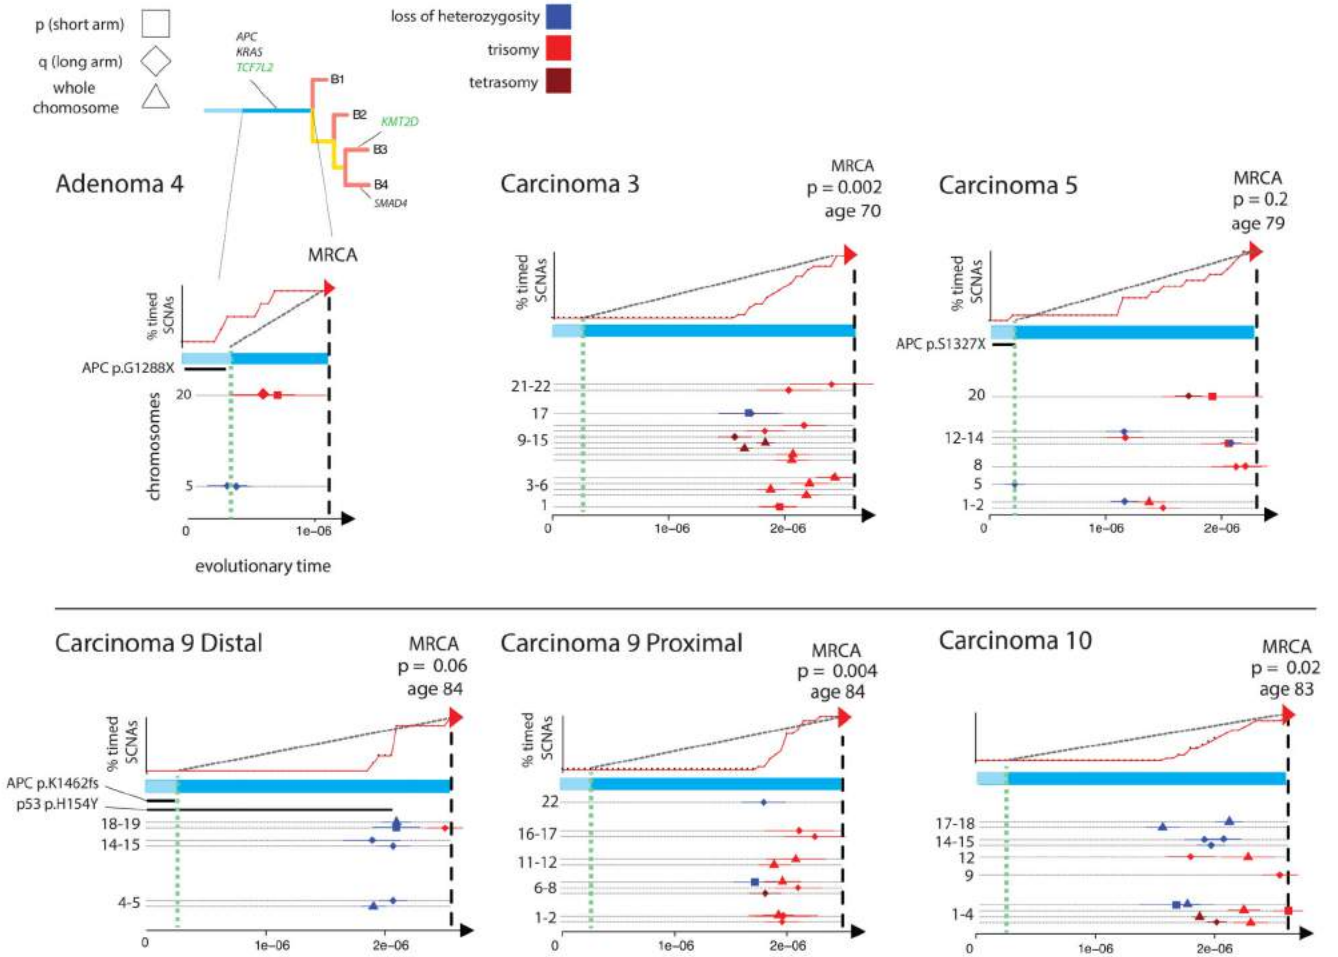 p (short arm)
q (long arm)
whole
chromosome
loss of heterozygosity
trisomy
tetrasomy
APC
KRAS
TCF7L2
B1
B2
KMT2D
B3
B4
SMAD4
Adenoma 4
MRCA
% timed
SCNAs
APC p.G1288X
chromosomes
20
5
0
1e-06
evolutionary time
Carcinoma 3
MRCA
p = 0.002
age 70
% timed
SCNAs
21-22
17
9-15
3-6
1
0
1e-06
2e-06
Carcinoma 5
MRCA
p = 0.2
age 79
% timed
SCNAs
APC p.S1327X
20
12-14
8
5
1-2
0
1e-06
2e-06
Carcinoma 9 Distal
MRCA
p = 0.06
age 84
% timed
SCNAs
APC p.K1462fs
p53 p.H154Y
18-19
14-15
4-5
0
1e-06
2e-06
Carcinoma 9 Proximal
MRCA
p = 0.004
age 84
% timed
SCNAs
22
16-17
11-12
6-8
1-2
0
1e-06
2e-06
Carcinoma 10
MRCA
p = 0.02
age 83
17-18
14-15
12
9
1-4
0
1e-06
2e-06